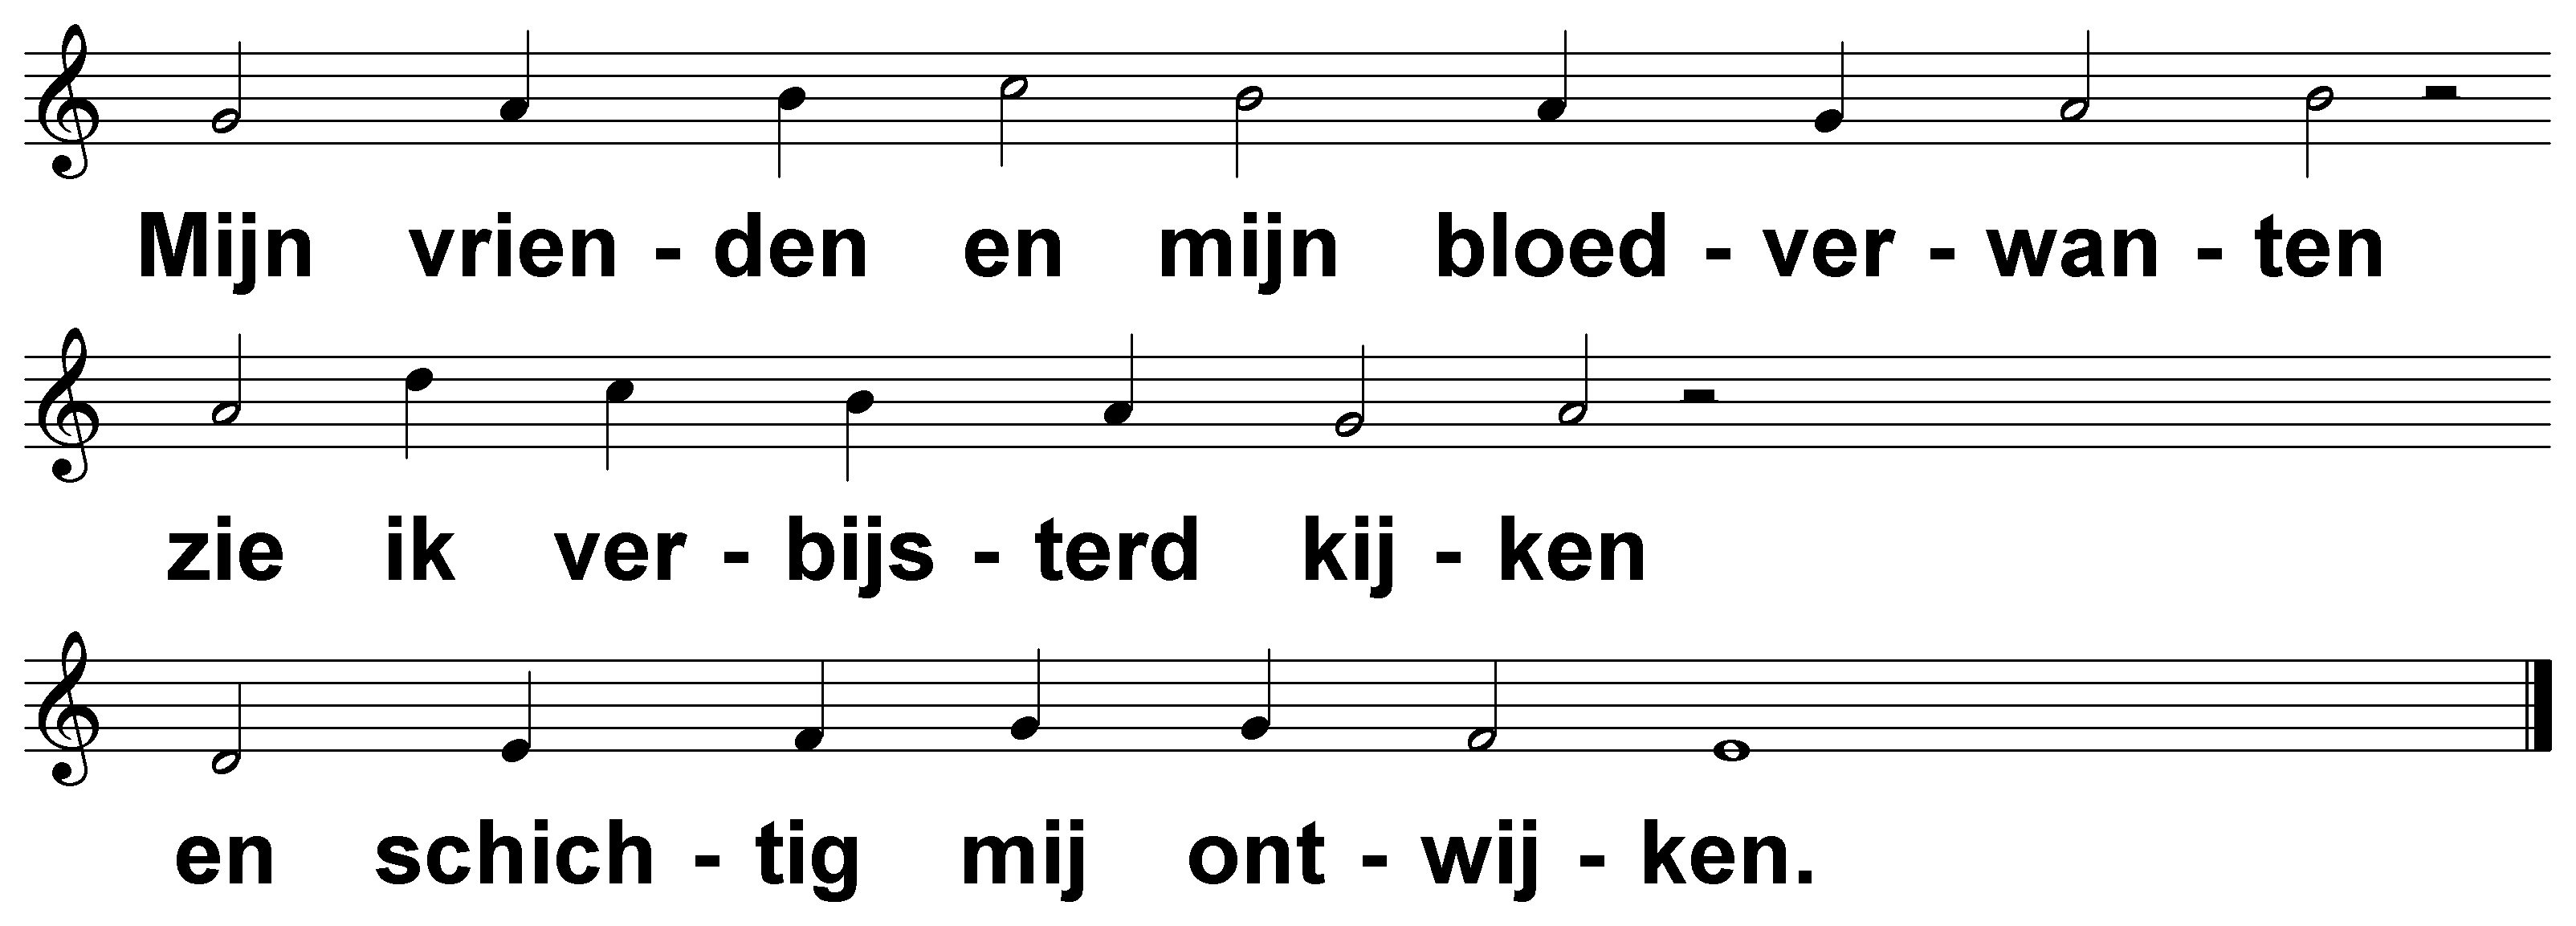 Mijn vrien - den en mijn bloed - ver - wan - ten
zie ik ver - bijs - terd kij - ken
en schich - tig mij ont - wij - ken.